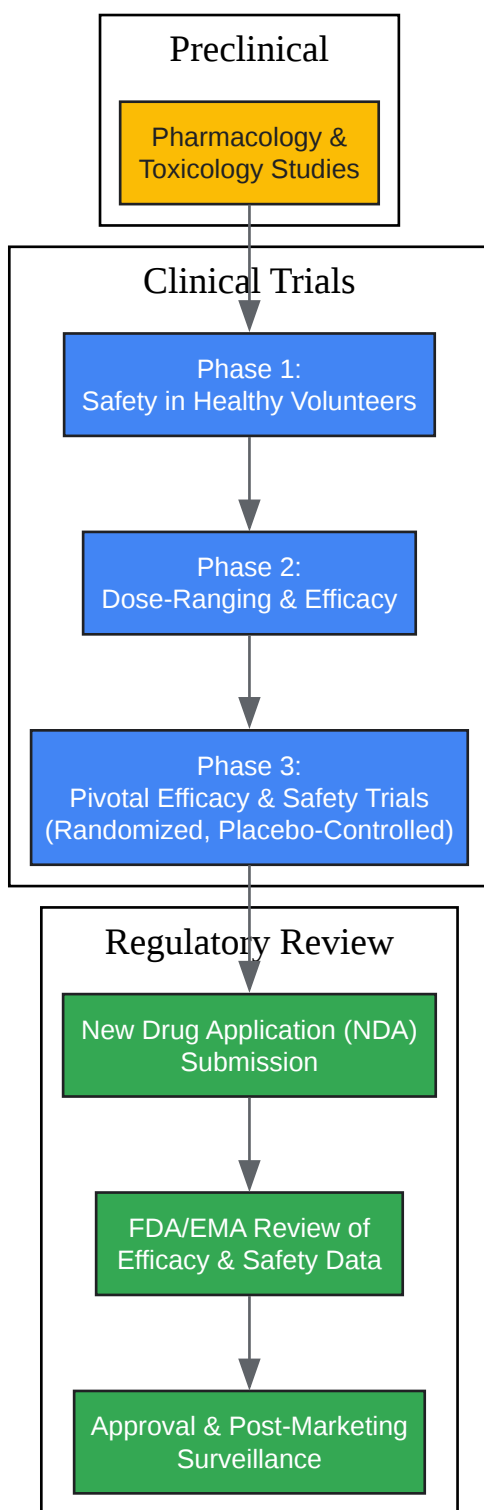 Preclinical
Pharmacology &
Toxicology Studies
Clinical Trials
Phase 1:
Safety in Healthy Volunteers
Phase 2:
Dose-Ranging & Efficacy
Phase 3:
Pivotal Efficacy & Safety Trials
(Randomized, Placebo-Controlled)
Regulatory Review
New Drug Application (NDA)
Submission
FDA/EMA Review of
Efficacy & Safety Data
Approval & Post-Marketing
Surveillance